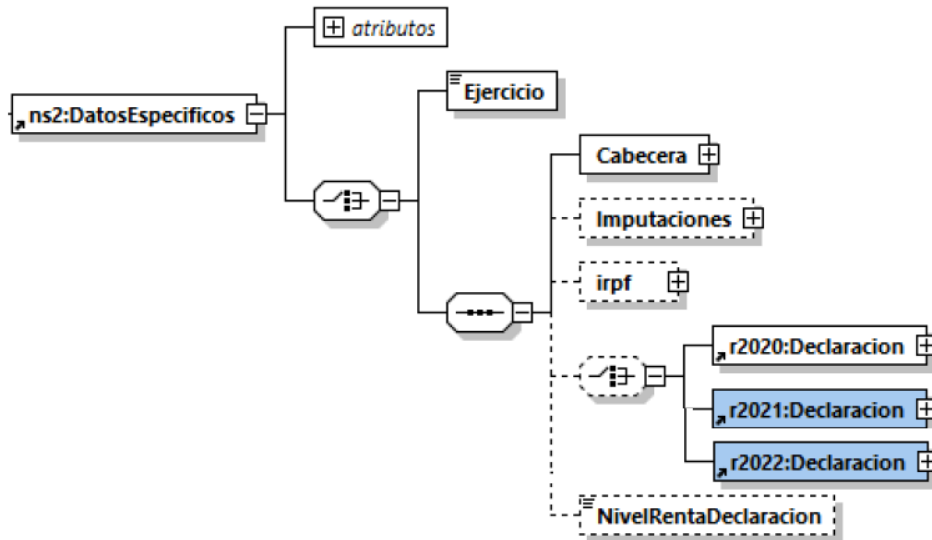 atributos
ns2:DatosEspecificos
Ejercicio
Cabecera
Imputaciones
irpf
r2020:Declaracion
r2021:Declaracion
r2022:Declaracion
NivelRentaDeclaracion